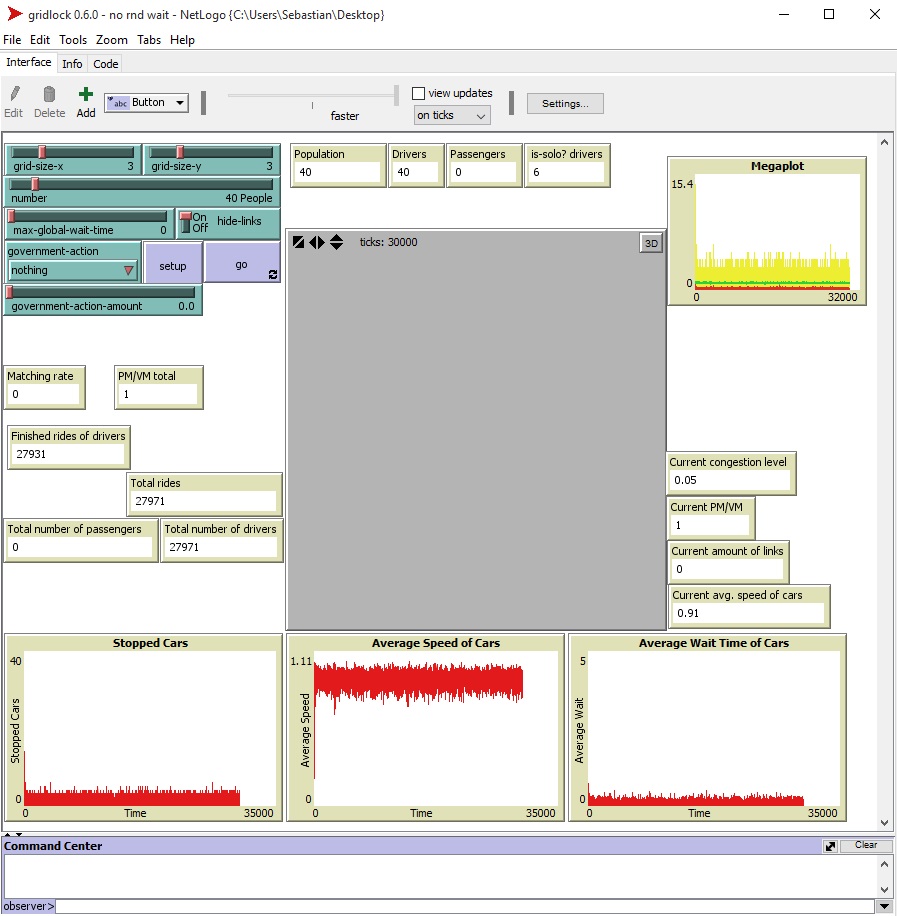 gridlock 0.6.0 - no rnd wait - NetLogo {C:\Users\Sebastian\Desktop}
File Edit Tools Zoom Tabs Help
Interface Info Code
Edit Delete Add abc Button faster view updates on ticks Settings...
grid-size-x 3 grid-size-y 3
number 40 People
max-global-wait-time 0 On Off hide-links
government-action nothing setup go
government-action-amount 0.0
Population Drivers Passengers is-solo? drivers
40 40 0 6
ticks: 30000 3D
Megaplot
15.4
0
0 32000
Matching rate PM/VM total
0 1
Finished rides of drivers
27931
Total rides
27971
Total number of passengers Total number of drivers
0 27971
Current congestion level
0.05
Current PM/VM
1
Current amount of links
0
Current avg. speed of cars
0.91
Stopped Cars
40
Stopped Cars
0
0 Time 35000
Average Speed of Cars
1.11
Average Speed
0
0 Time 35000
Average Wait Time of Cars
5
Average Wait
0
0 Time 35000
Command Center Clear
observer>